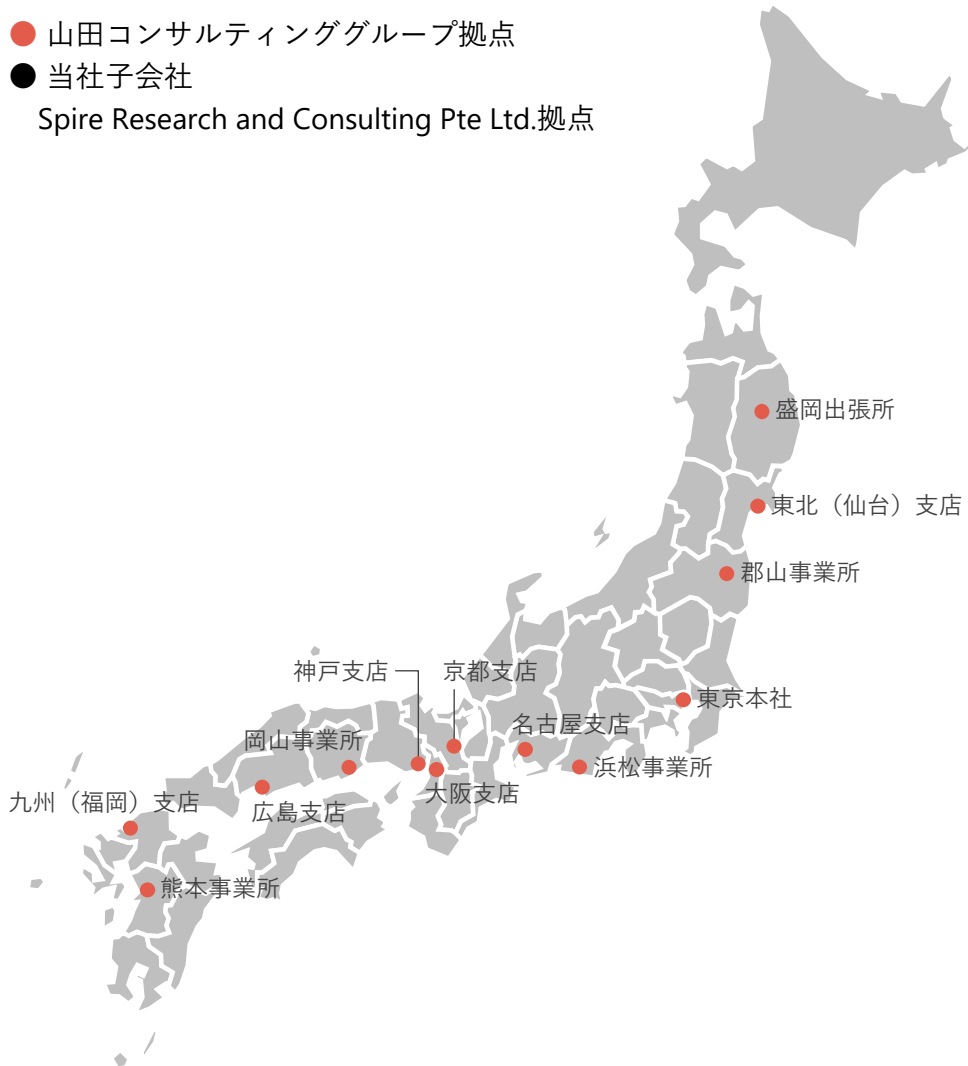 山田コンサルティンググループ拠点
当社子会社
Spire Research and Consulting Pte Ltd.拠点
盛岡出張所
東北（仙台）支店
郡山事業所
神戸支店
京都支店
東京本社
名古屋支店
岡山事業所
浜松事業所
大阪支店
九州（福岡）支店
広島支店
熊本事業所